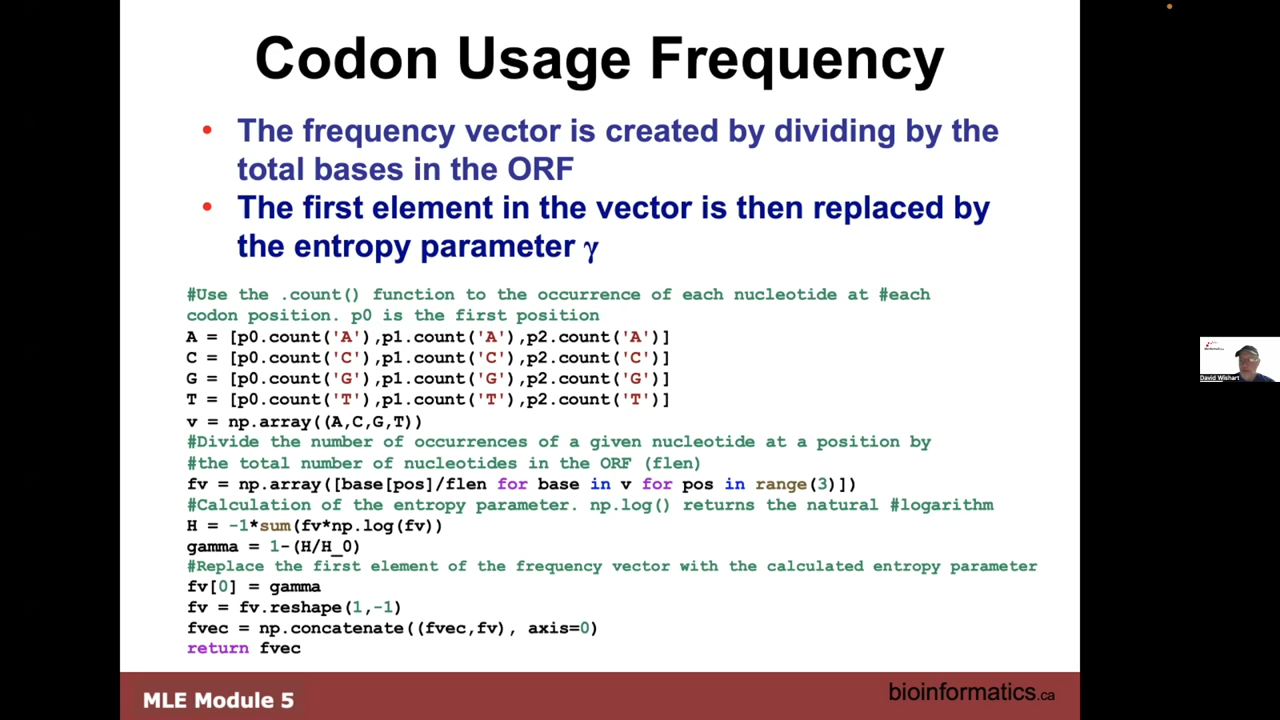 Codon Usage Frequency
• The frequency vector is created by dividing by the
total bases in the ORF
• The first element in the vector is then replaced by
the entropy parameter γ
#Use the .count() function to the occurrence of each nucleotide at #each
codon position. p0 is the first position
A = [p0.count('A'),p1.count('A'),p2.count('A')]
C = [p0.count('C'),p1.count('C'),p2.count('C')]
G = [p0.count('G'),p1.count('G'),p2.count('G')]
T = [p0.count('T'),p1.count('T'),p2.count('T')]
v = np.array((A,C,G,T))
#Divide the number of occurrences of a given nucleotide at a position by
#the total number of nucleotides in the ORF (flen)
fv = np.array([base[pos]/flen for base in v for pos in range(3)])
#Calculation of the entropy parameter. np.log() returns the natural #logarithm
H = -1*sum(fv*np.log(fv))
gamma = 1-(H/H_0)
#Replace the first element of the frequency vector with the calculated entropy parameter
fv[0] = gamma
fv = fv.reshape(1,-1)
fvec = np.concatenate((fvec,fv), axis=0)
return fvec
MLE Module 5
bioinformatics.ca
David Wishart